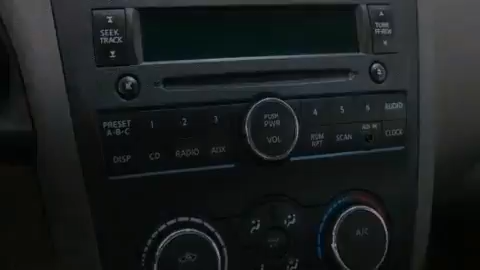 SEEK
TRACK
TUNE
FF·REW
PRESET
A·B·C
1
2
3
PUSH
PWR
VOL
4
5
6
AUDIO
DISP
CD
RADIO
AUX
RDM
RPT
SCAN
AUX IN
CLOCK
A/C